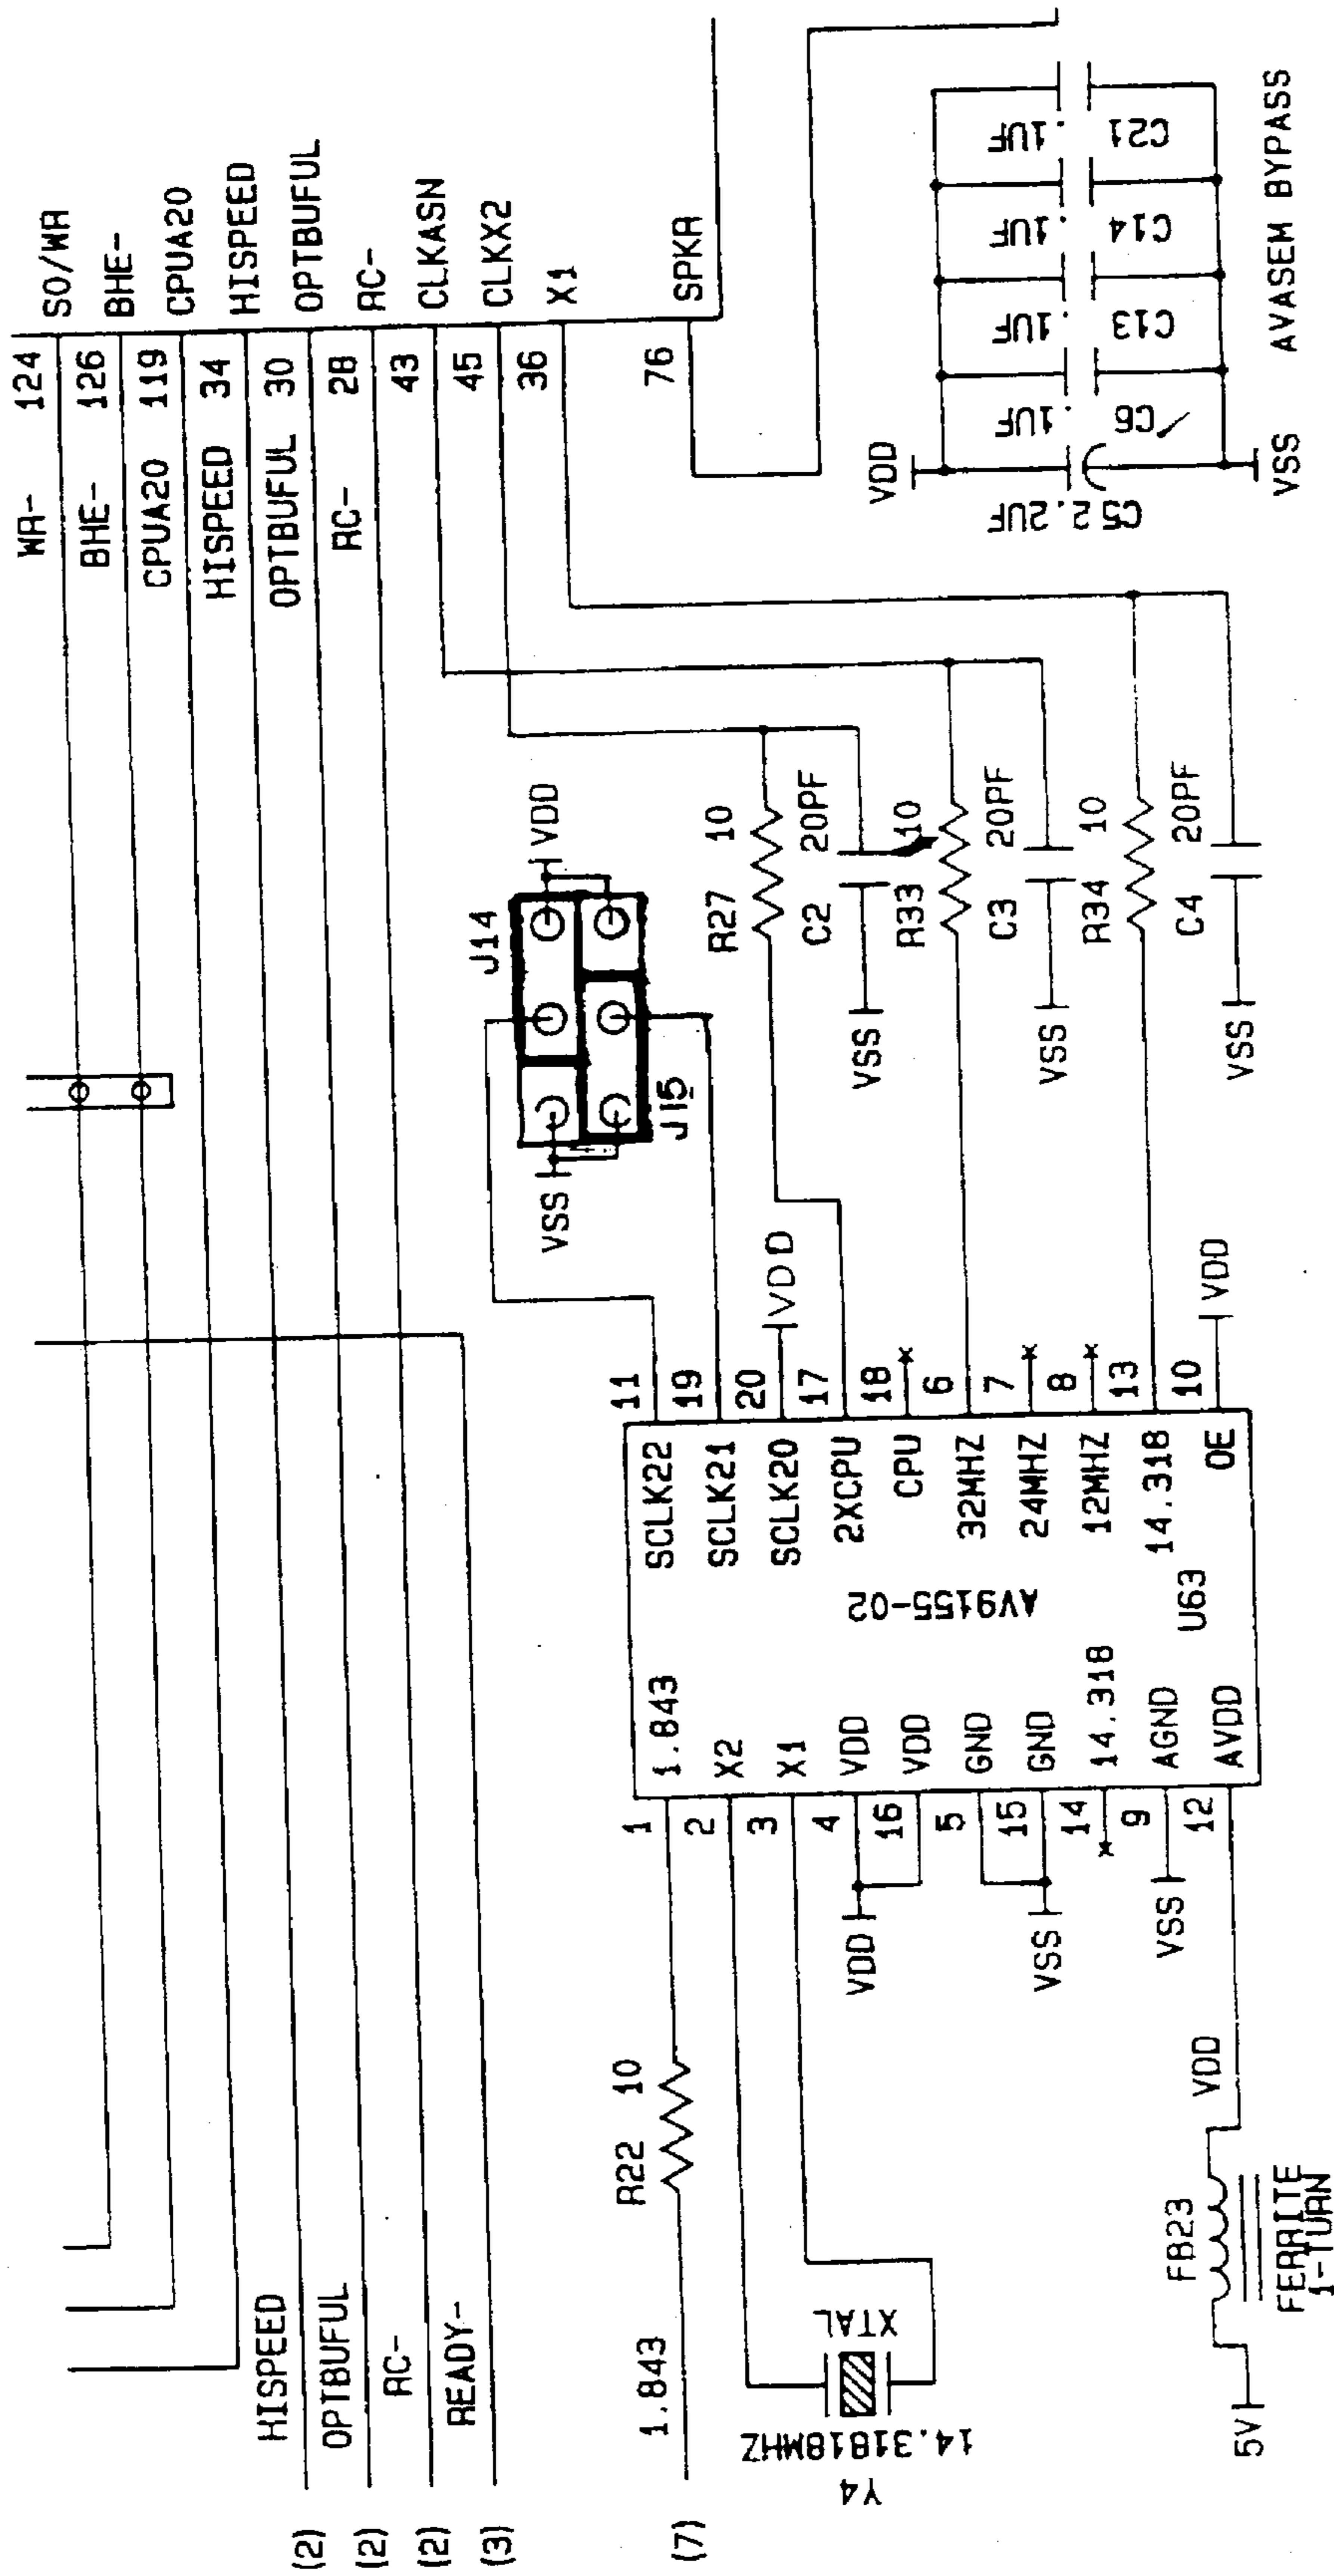 WR- 124 S0/WR
BHE- 126 BHE-
CPUA20 119 CPUA20
HISPEED 34 HISPEED
OPTBUFUL 30 OPTBUFUL
RC- 28 RC-
43 CLKASN
45 CLKX2
36 X1
76 SPKR
(2) HISPEED
(2) OPTBUFUL
(2) RC-
(3) READY-
(7) 1.843
R22 10
J14
VDD
VSS
J15
R27 10
C2 20PF
VSS
R33 10
C3 20PF
VSS
R34 10
C4 20PF
VSS
VDD
C5 2.2UF
.1UF C6
.1UF C13
.1UF C14
.1UF C21
VSS
AVASEM BYPASS
1 1.843
2 X2
3 X1
4 VDD
16 VDD
5 GND
15 GND
14 14.318
9 AGND
12 AVDD
AV9155-02
U63
SCLK22 11
SCLK21 19
SCLK20 20
VDD
2XCPU 17
CPU 18
32MHZ 6
24MHZ 7
12MHZ 8
14.318 13
OE 10
VDD
VDD
VSS
VSS
Y4
14.31818MHZ
XTAL
5V
FB23
FERRITE
1-TURN
VDD